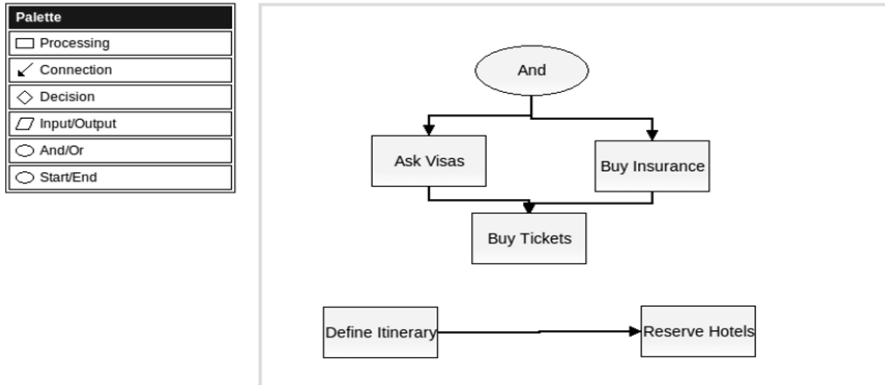 Palette
Processing
Connection
Decision
Input/Output
And/Or
Start/End
And
Ask Visas
Buy Insurance
Buy Tickets
Define Itinerary
Reserve Hotels